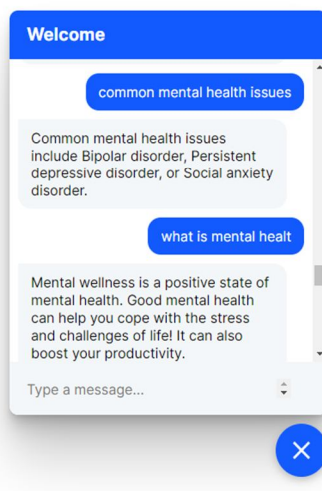 Welcome
common mental health issues
Common mental health issues
include Bipolar disorder, Persistent
depressive disorder, or Social anxiety
disorder.
what is mental healt
Mental wellness is a positive state of
mental health. Good mental health
can help you cope with the stress
and challenges of life! It can also
boost your productivity.
Type a message...